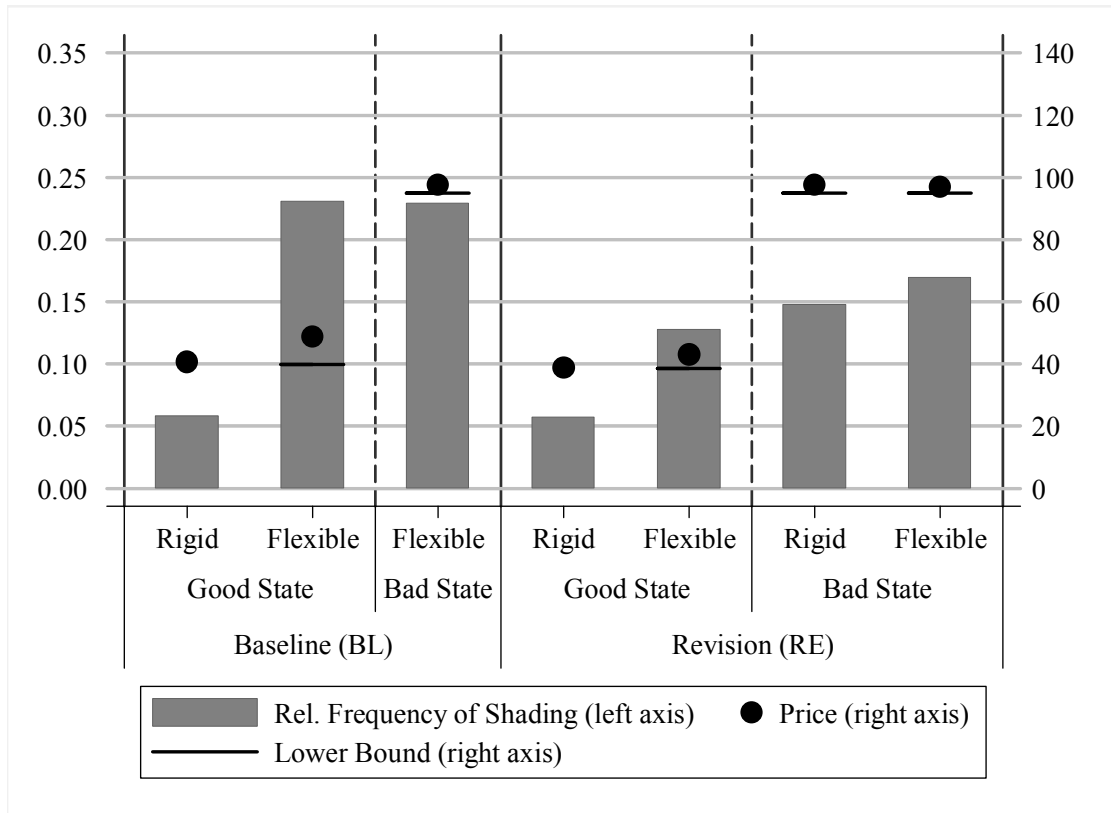 0.35 140
0.30 120
0.25 100
0.20 80
0.15 60
0.10 40
0.05 20
0.00 0
Rigid Flexible Flexible Rigid Flexible Rigid Flexible
Good State Bad State Good State Bad State
Baseline (BL) Revision (RE)
Rel. Frequency of Shading (left axis) Price (right axis)
Lower Bound (right axis)